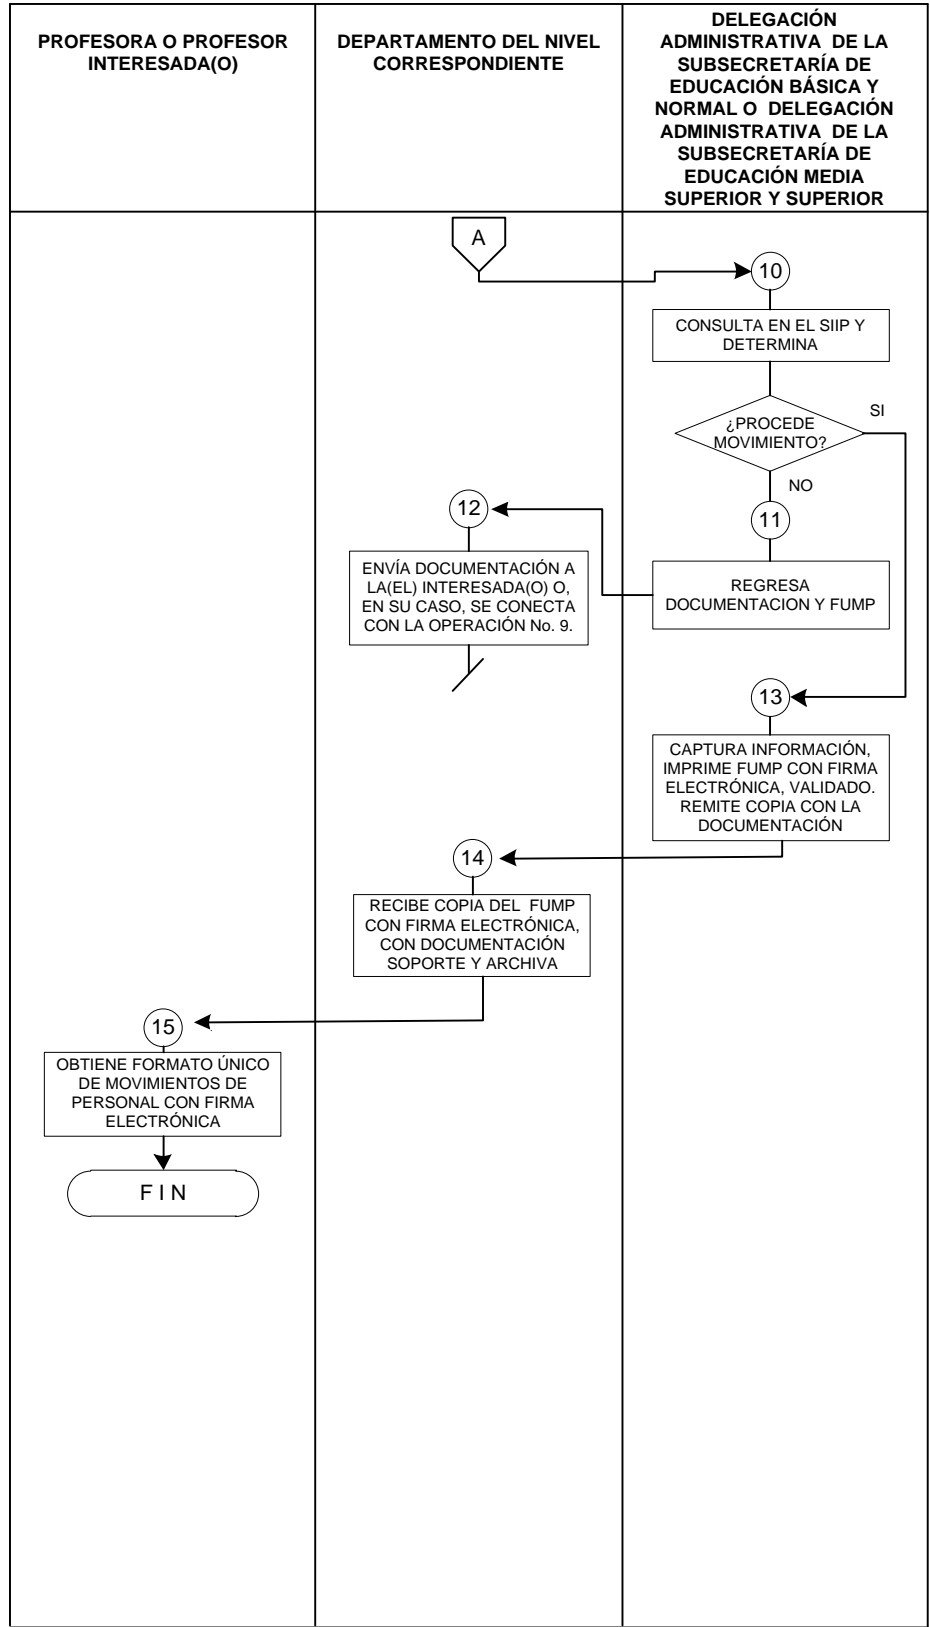 PROFESORA O PROFESOR
INTERESADA(O)
DEPARTAMENTO DEL NIVEL
CORRESPONDIENTE
DELEGACIÓN
ADMINISTRATIVA DE LA
SUBSECRETARÍA DE
EDUCACIÓN BÁSICA Y
NORMAL O DELEGACIÓN
ADMINISTRATIVA DE LA
SUBSECRETARÍA DE
EDUCACIÓN MEDIA
SUPERIOR Y SUPERIOR
A
10
CONSULTA EN EL SIIP Y
DETERMINA
¿PROCEDE
MOVIMIENTO?
SI
NO
11
REGRESA
DOCUMENTACION Y FUMP
12
ENVÍA DOCUMENTACIÓN A
LA(EL) INTERESADA(O) O,
EN SU CASO, SE CONECTA
CON LA OPERACIÓN No. 9.
13
CAPTURA INFORMACIÓN,
IMPRIME FUMP CON FIRMA
ELECTRÓNICA, VALIDADO.
REMITE COPIA CON LA
DOCUMENTACIÓN
14
RECIBE COPIA DEL FUMP
CON FIRMA ELECTRÓNICA,
CON DOCUMENTACIÓN
SOPORTE Y ARCHIVA
15
OBTIENE FORMATO ÚNICO
DE MOVIMIENTOS DE
PERSONAL CON FIRMA
ELECTRÓNICA
F I N